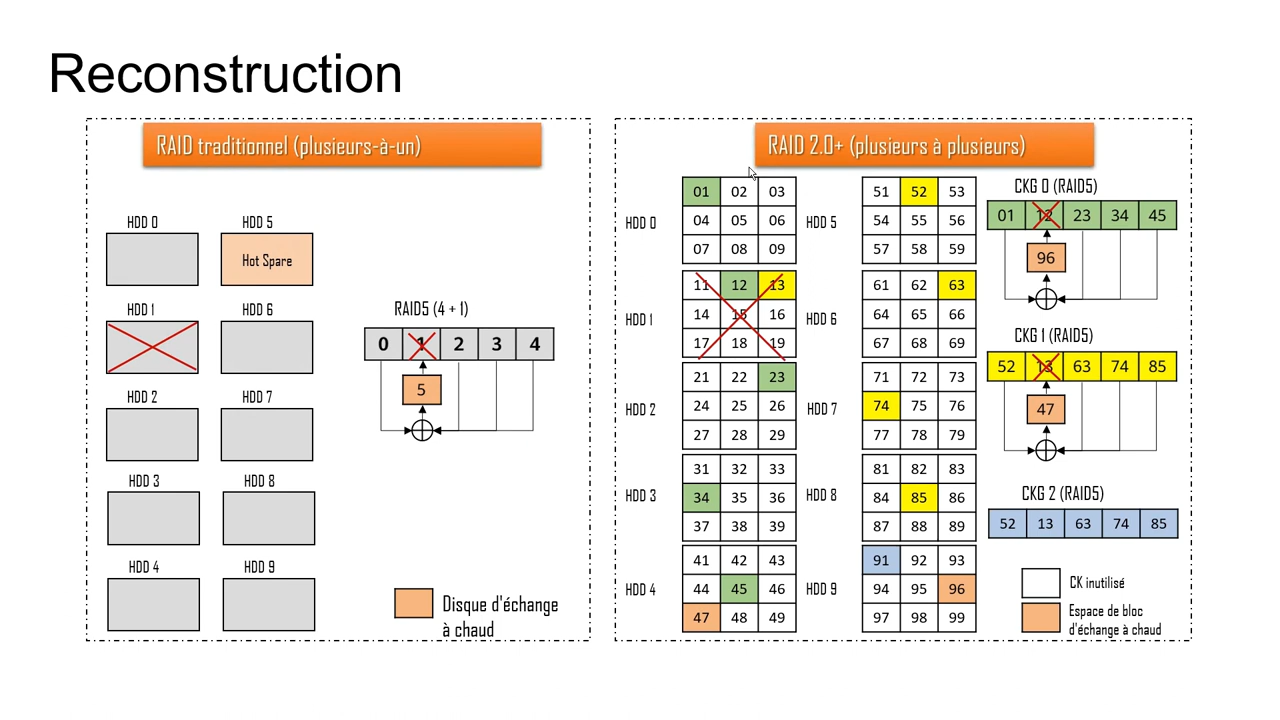 Reconstruction
RAID traditionnel (plusieurs-à-un)
HDD 0
HDD 5
Hot Spare
HDD 1
HDD 6
HDD 2
HDD 7
HDD 3
HDD 8
HDD 4
HDD 9
RAID5 (4 + 1)
0 1 2 3 4
5
Disque d'échange
à chaud
RAID 2.0+ (plusieurs à plusieurs)
HDD 0
01 02 03
04 05 06
07 08 09
HDD 1
11 12 13
14 15 16
17 18 19
HDD 2
21 22 23
24 25 26
27 28 29
HDD 3
31 32 33
34 35 36
37 38 39
HDD 4
41 42 43
44 45 46
47 48 49
HDD 5
51 52 53
54 55 56
57 58 59
HDD 6
61 62 63
64 65 66
67 68 69
HDD 7
71 72 73
74 75 76
77 78 79
HDD 8
81 82 83
84 85 86
87 88 89
HDD 9
91 92 93
94 95 96
97 98 99
CKG 0 (RAID5)
01 12 23 34 45
96
CKG 1 (RAID5)
52 13 63 74 85
47
CKG 2 (RAID5)
52 13 63 74 85
CK inutilisé
Espace de bloc
d'échange à chaud